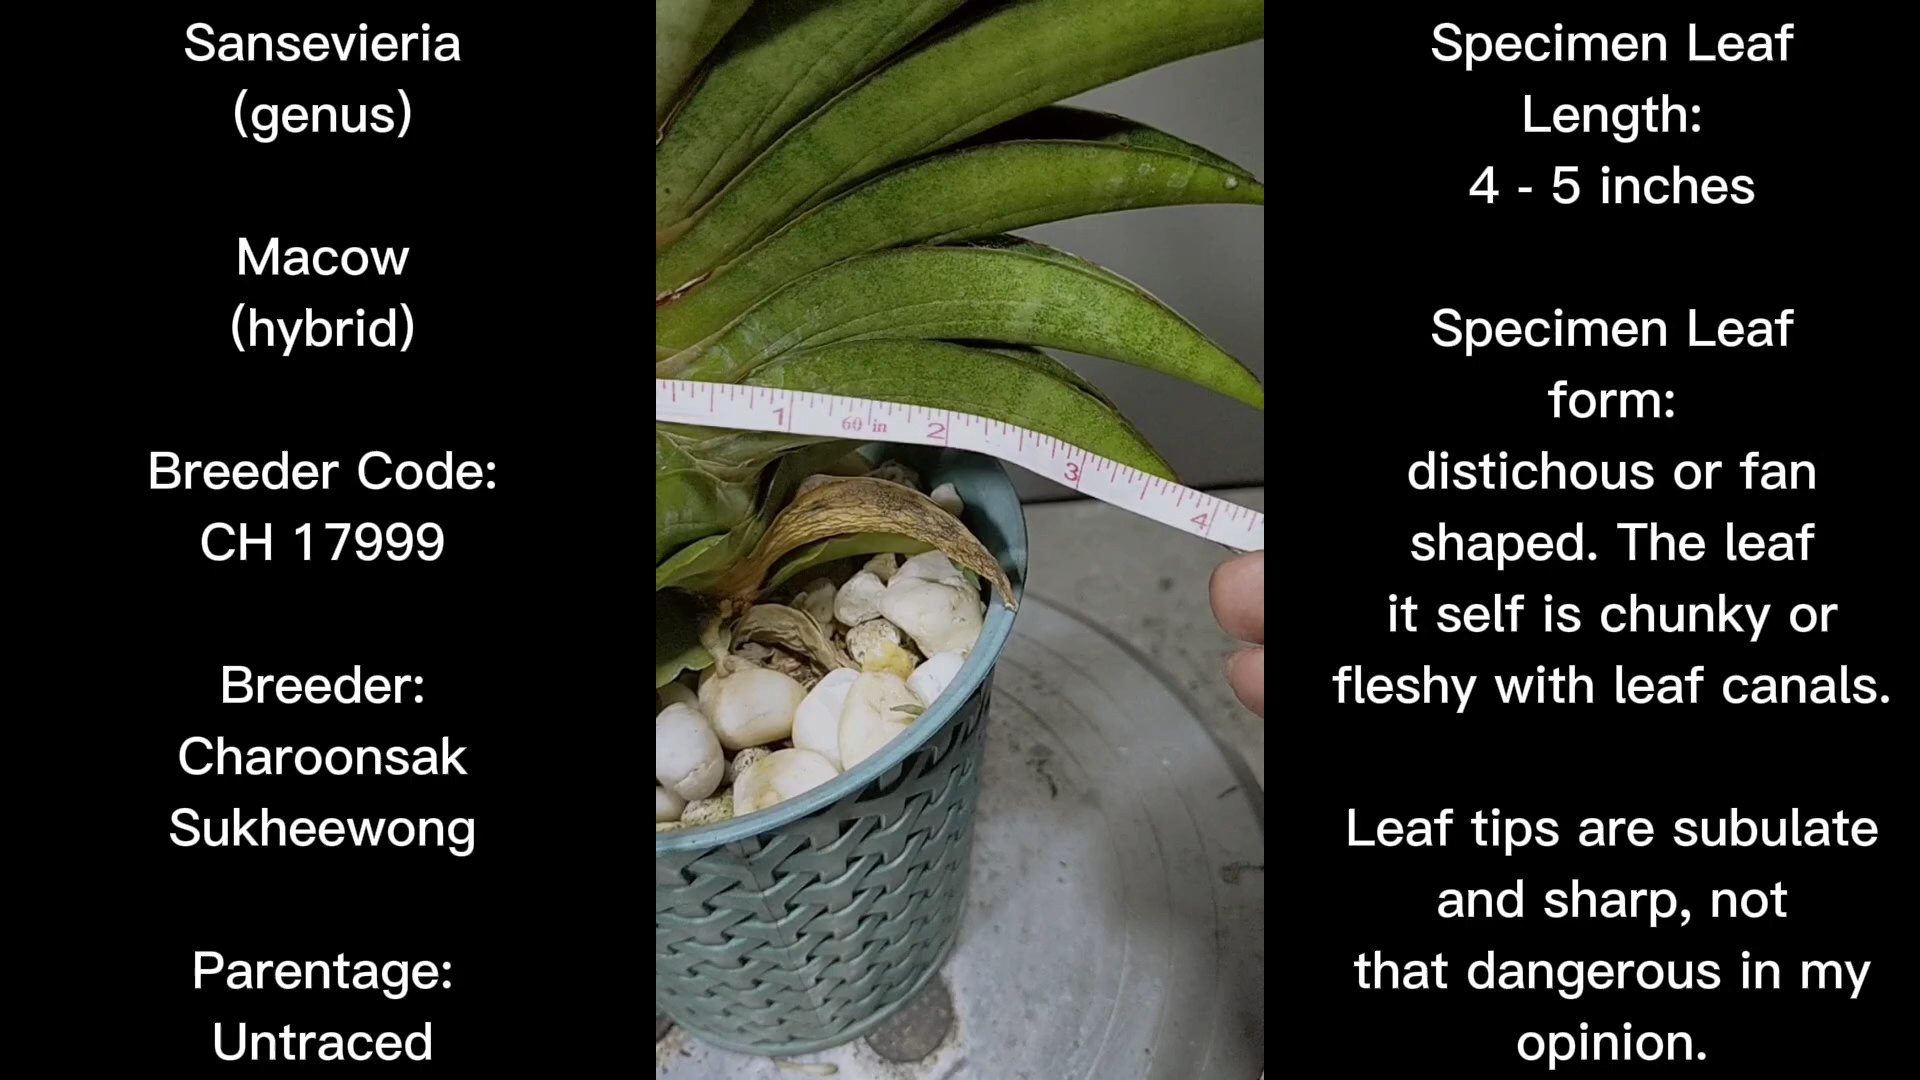 Sansevieria
(genus)
Macow
(hybrid)
Breeder Code:
CH 17999
Breeder:
Charoonsak
Sukheewong
Parentage:
Untraced
1
60 in
2
3
4
Specimen Leaf
Length:
4 - 5 inches
Specimen Leaf
form:
distichous or fan
shaped. The leaf
it self is chunky or
fleshy with leaf canals.
Leaf tips are subulate
and sharp, not
that dangerous in my
opinion.